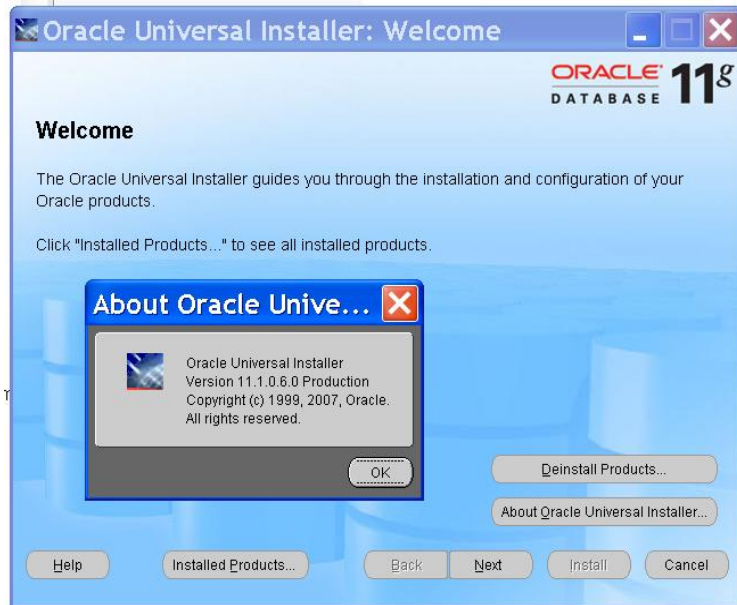 Oracle Universal Installer: Welcome
ORACLE 11g
DATABASE
Welcome
The Oracle Universal Installer guides you through the installation and configuration of your
Oracle products.
Click "Installed Products..." to see all installed products.
About Oracle Unive...
Oracle Universal Installer
Version 11.1.0.6.0 Production
Copyright (c) 1999, 2007, Oracle.
All rights reserved.
OK
Deinstall Products...
About Oracle Universal Installer...
Help Installed Products... Back Next Install Cancel